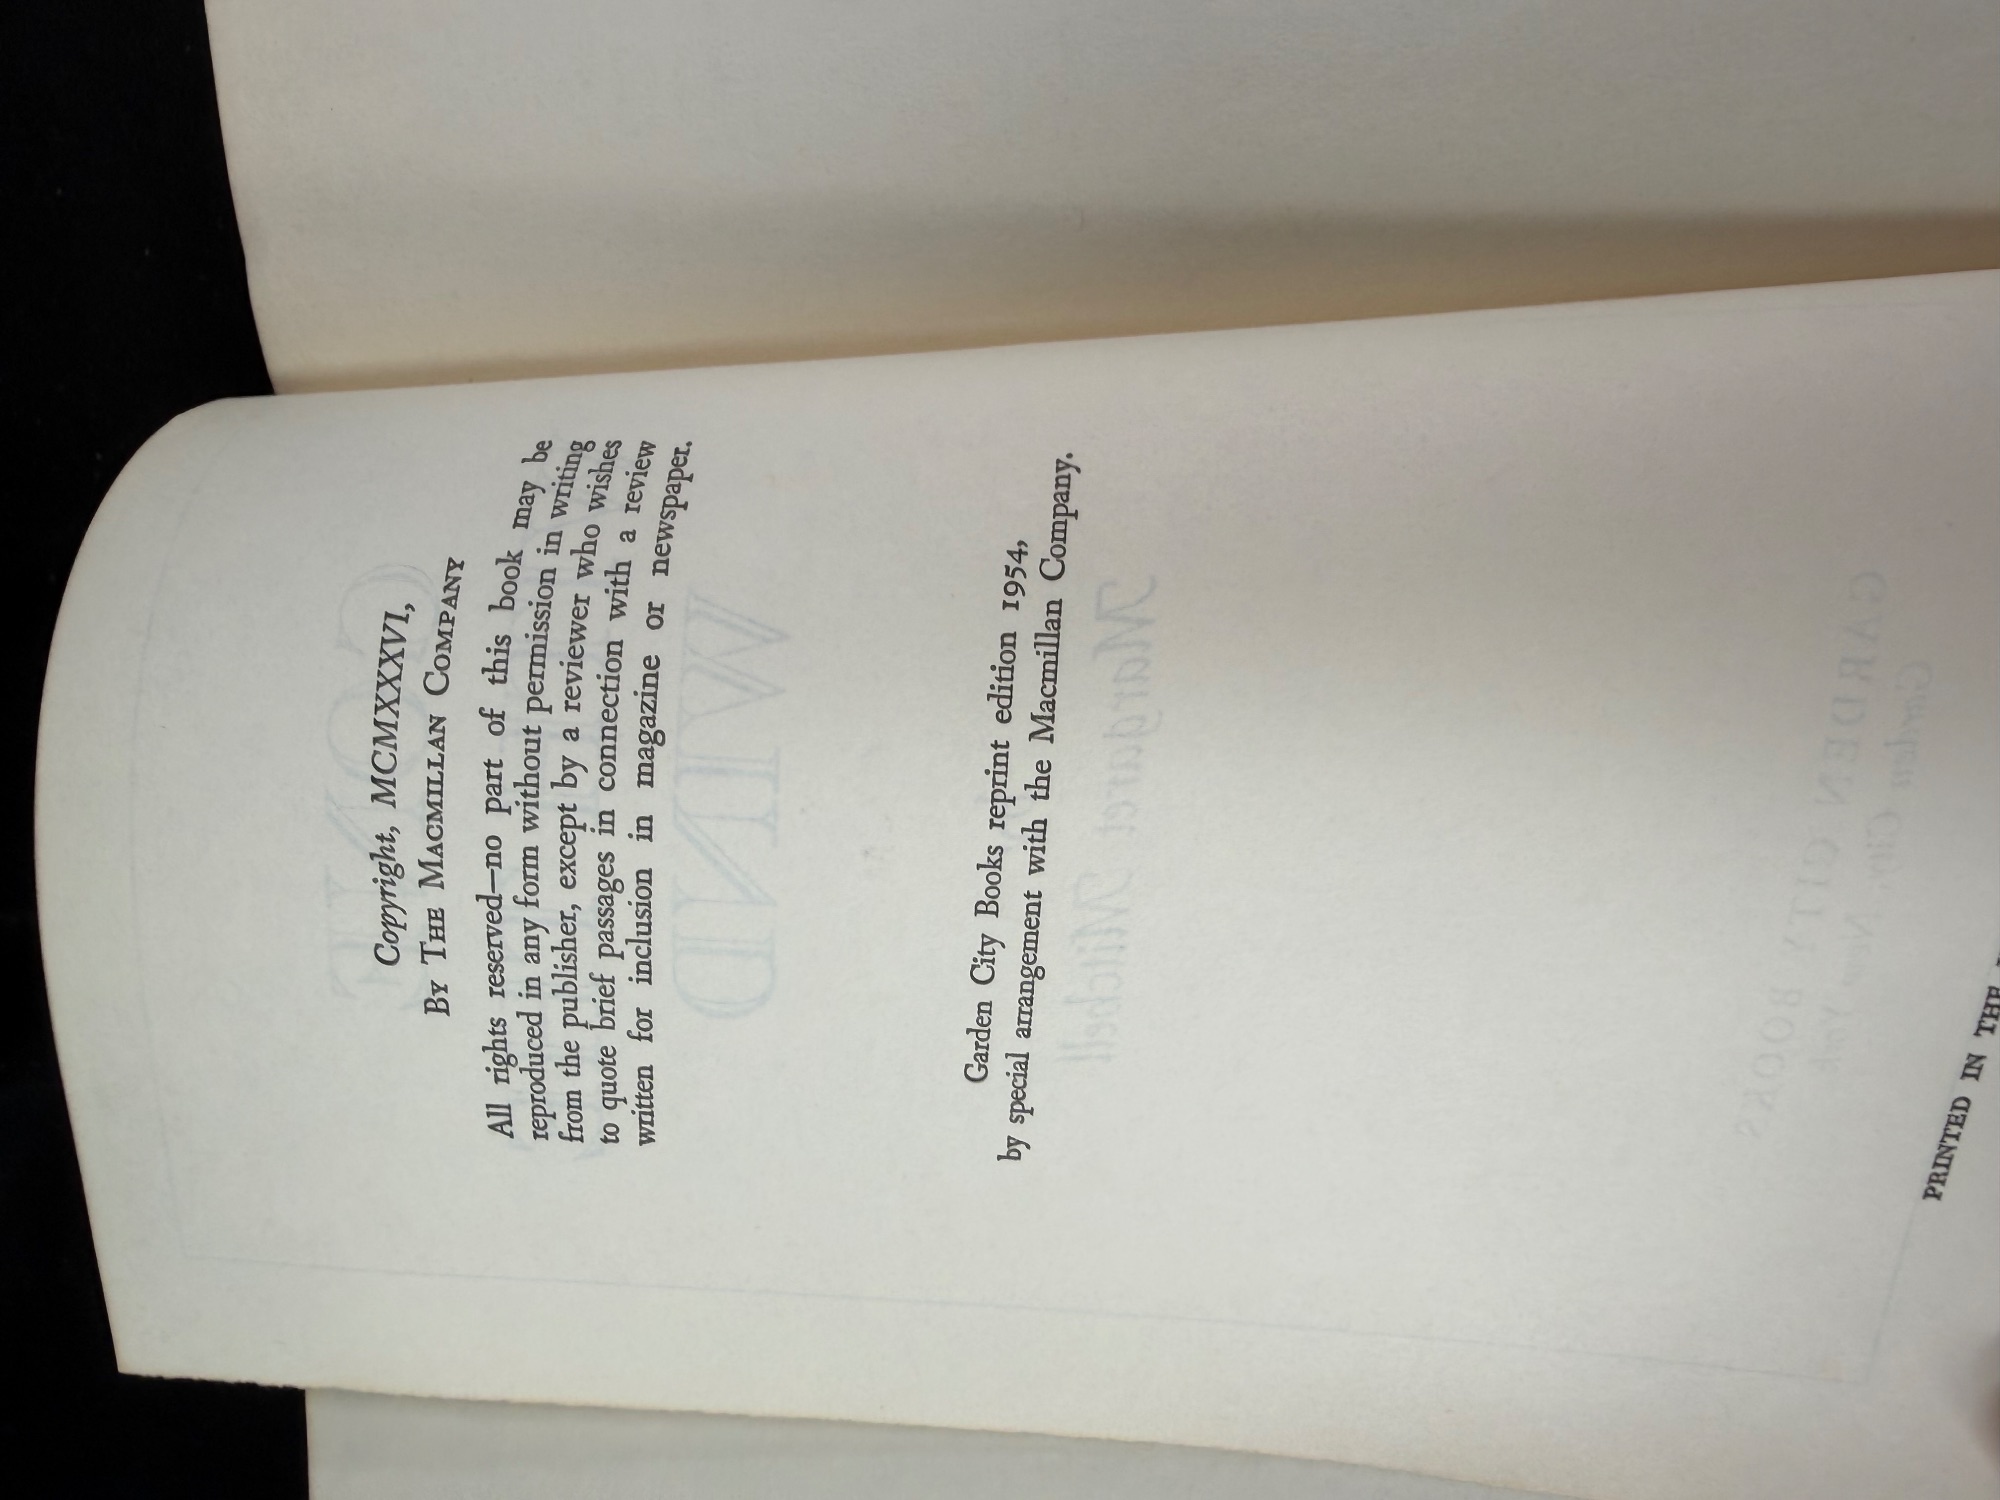 Copyright, MCMXXXVI,
By The Macmillan Company
All rights reserved—no part of this book may be
reproduced in any form without permission in writing
from the publisher, except by a reviewer who wishes
to quote brief passages in connection with a review
written for inclusion in magazine or newspaper.
Garden City Books reprint edition 1954,
by special arrangement with the Macmillan Company.
PRINTED IN THE